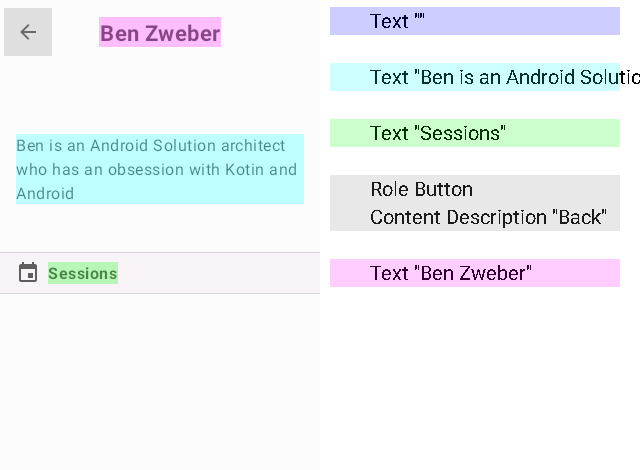 Ben Zweber
Ben is an Android Solution architect
who has an obsession with Kotin and
Android
Sessions
Text ""
Text "Ben is an Android Solutio
Text "Sessions"
Role Button
Content Description "Back"
Text "Ben Zweber"